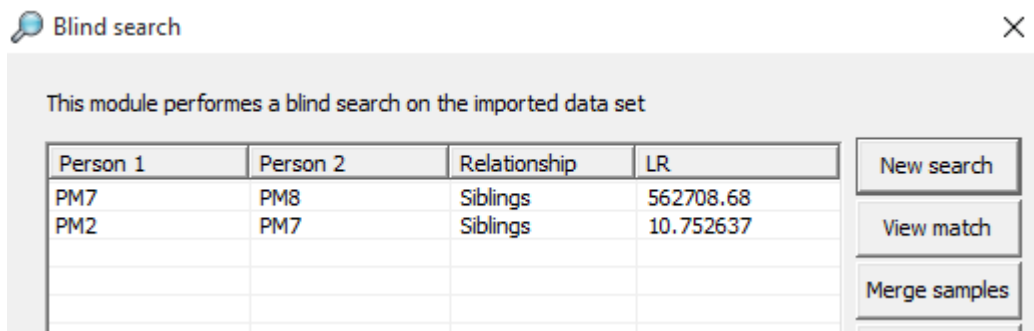 Blind search
This module performes a blind search on the imported data set
Person 1 Person 2 Relationship LR
PM7 PM8 Siblings 562708.68
PM2 PM7 Siblings 10.752637
New search
View match
Merge samples